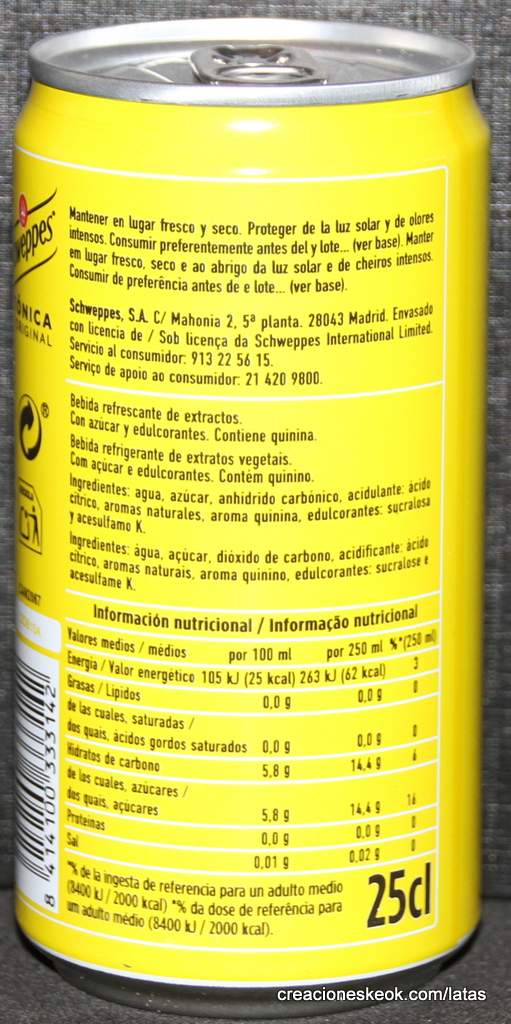 Mantener en lugar fresco y seco. Proteger de la luz solar y de olores
intensos. Consumir preferentemente antes del y lote... (ver base). Manter
em lugar fresco, seco e ao abrigo da luz solar e de cheiros intensos.
Consumir de preferência antes de e lote... (ver base).
Schweppes, S.A. C/ Mahonia 2, 5ª planta. 28043 Madrid. Envasado
con licencia de / Sob licença da Schweppes International Limited.
Servicio al consumidor: 913 22 56 15.
Serviço de apoio ao consumidor: 21 420 9800.
weppes
ÓNICA
ORIGINAL
®
Bebida refrescante de extractos.
Con azúcar y edulcorantes. Contiene quinina.
Bebida refrigerante de extratos vegetais.
Com açúcar e edulcorantes. Contém quinino.
Ingredientes: agua, azúcar, anhidrido carbónico, acidulante: ácido
cítrico, aromas naturales, aroma quinina, edulcorantes: sucralosa
y acesulfamo K.
Ingredientes: água, açúcar, dióxido de carbono, acidificante: ácido
cítrico, aromas naturais, aroma quinino, edulcorantes: sucralose e
acesulfame K.
Información nutricional / Informação nutricional
Valores medios / médios por 100 ml por 250 ml %*(250 ml)
Energía / Valor energético 105 kJ (25 kcal) 263 kJ (62 kcal) 3
Grasas / Lípidos 0,0 g 0,0 g 0
de las cuales, saturadas /
dos quais, ácidos gordos saturados 0,0 g 0,0 g 0
Hidratos de carbono 5,8 g 14,4 g 6
de los cuales, azúcares /
dos quais, açúcares 5,8 g 14,4 g 16
Proteínas 0,0 g 0,0 g 0
Sal 0,01 g 0,02 g 0
*% de la ingesta de referencia para un adulto medio
(8400 kJ / 2000 kcal) *% da dose de referência para
um adulto médio (8400 kJ / 2000 kcal).
25cl
8 414100 333142
creacioneskeok.com/latas